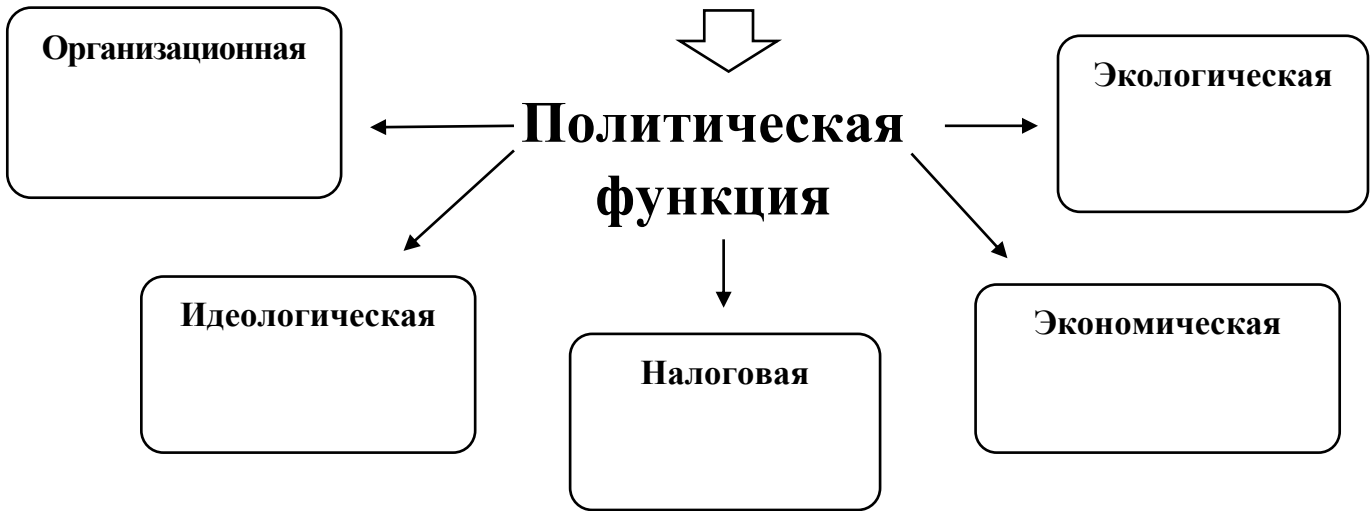 Организационная
Экологическая
Политическая
функция
Идеологическая
Налоговая
Экономическая